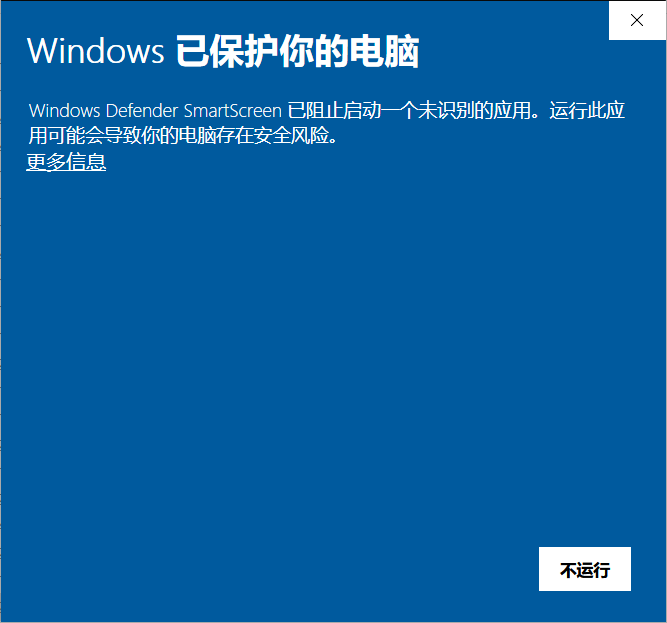 Windows 已保护你的电脑
Windows Defender SmartScreen 已阻止启动一个未识别的应用。运行此应
用可能会导致你的电脑存在安全风险。
更多信息
不运行